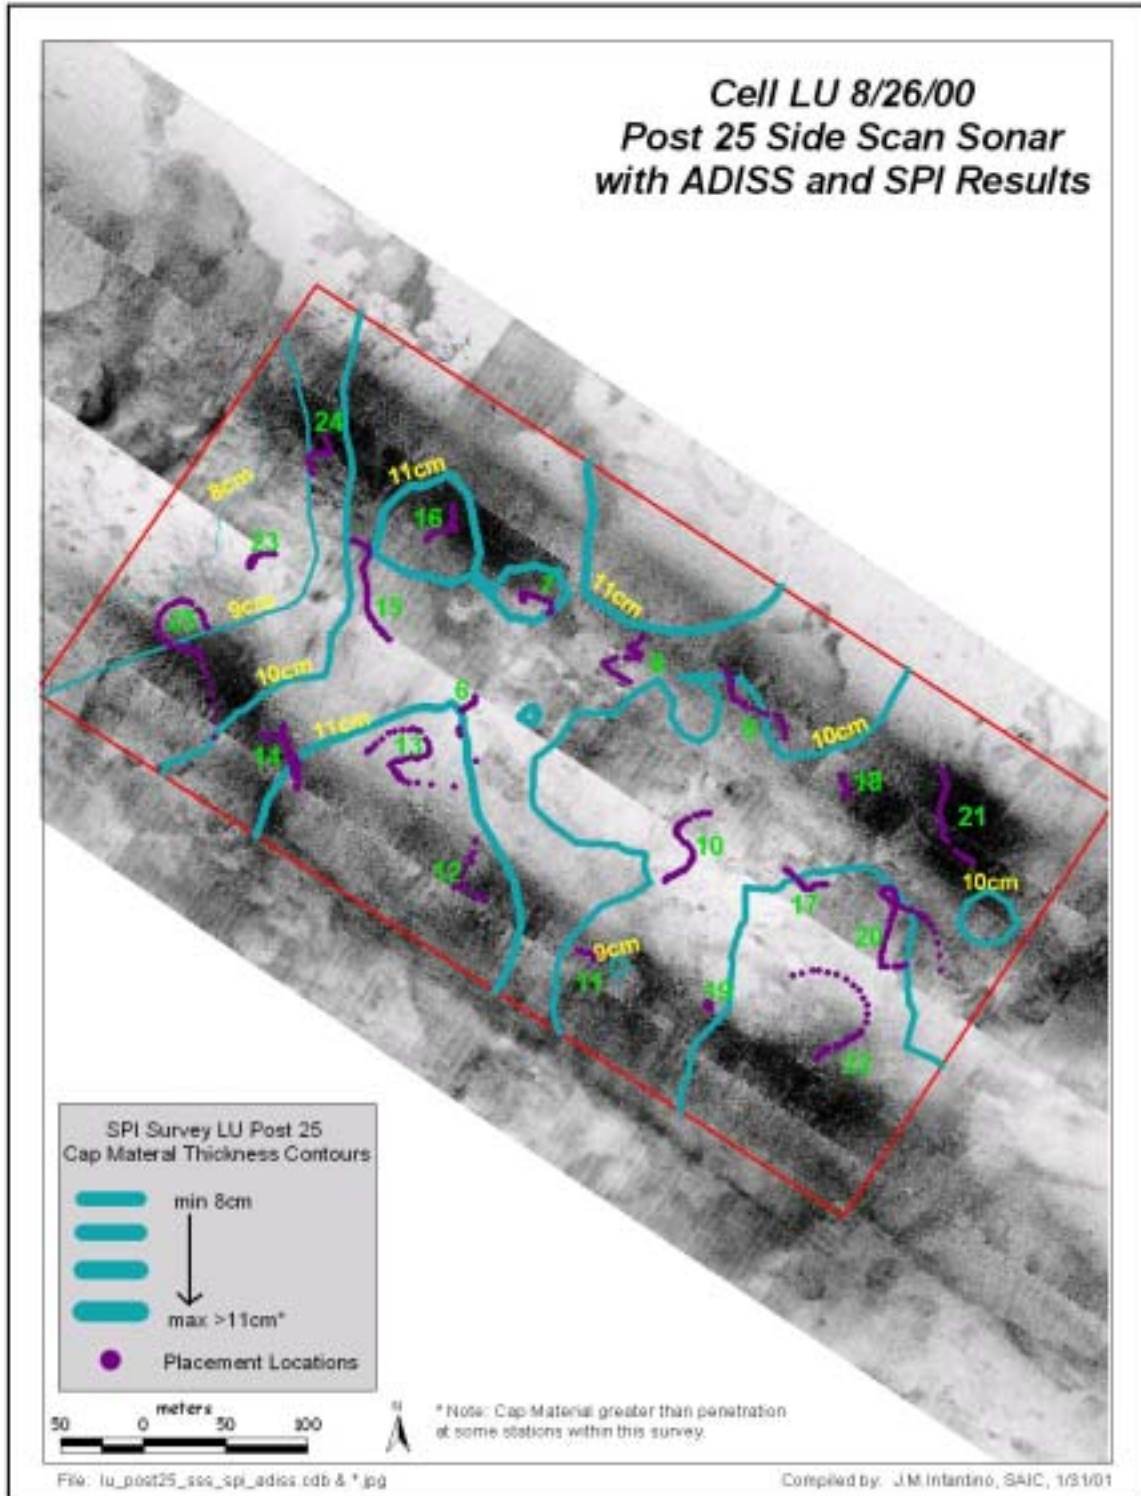 Cell LU 8/26/00
Post 25 Side Scan Sonar
with ADISS and SPI Results
24
11cm
8cm
16
23
7
11cm
9cm
15
8
10cm
6
11cm
9
10cm
13
14
18
21
10
12
10cm
17
20
9cm
11
19
SPI Survey LU Post 25
Cap Materal Thickness Contours
min 8cm
max >11cm*
Placement Locations
meters
50 0 50 100
N
* Note: Cap Material greater than penetration
at some stations within this survey.
File: lu_post25_sss_spi_adiss.cdb & *.jpg
Compiled by: J.M.Infantino, SAIC, 1/31/01